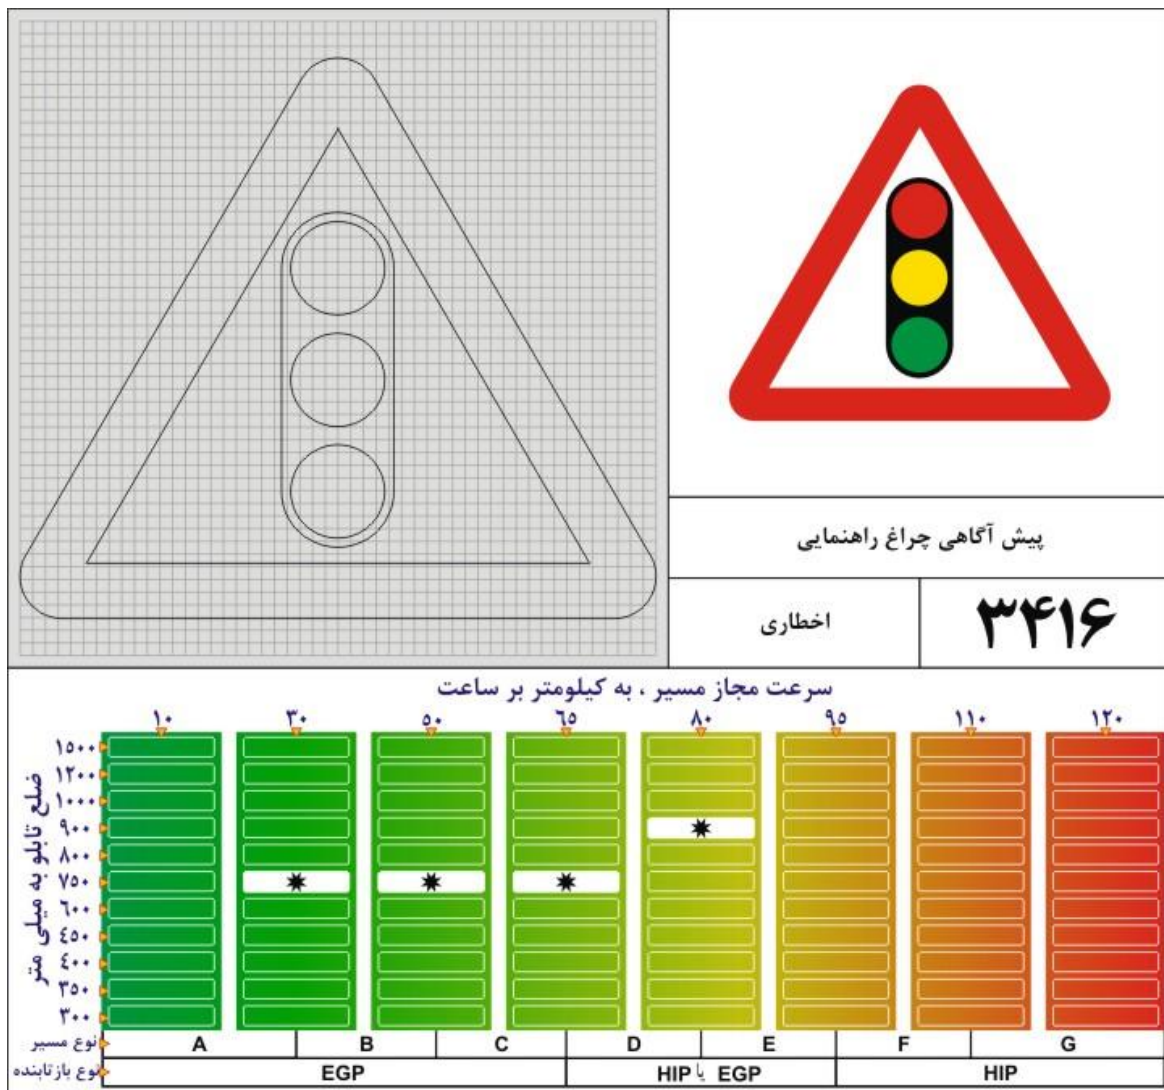 پیش آگاهی چراغ راهنمایی
۳۴۱۶
اخطاری
سرعت مجاز مسیر ، به کیلومتر بر ساعت
۱۰ ۳۰ ۵۰ ۶۵ ۸۰ ۹۵ ۱۱۰ ۱۲۰
ضلع تابلو به میلی متر
۱۵۰۰
۱۲۰۰
۱۰۰۰
۹۰۰
۸۰۰
۷۵۰
۶۰۰
٤۵۰
٤۰۰
۳۵۰
۳۰۰
نوع مسیر
A B C D E F G
نوع بازتابنده
EGP
HIP یا EGP
HIP